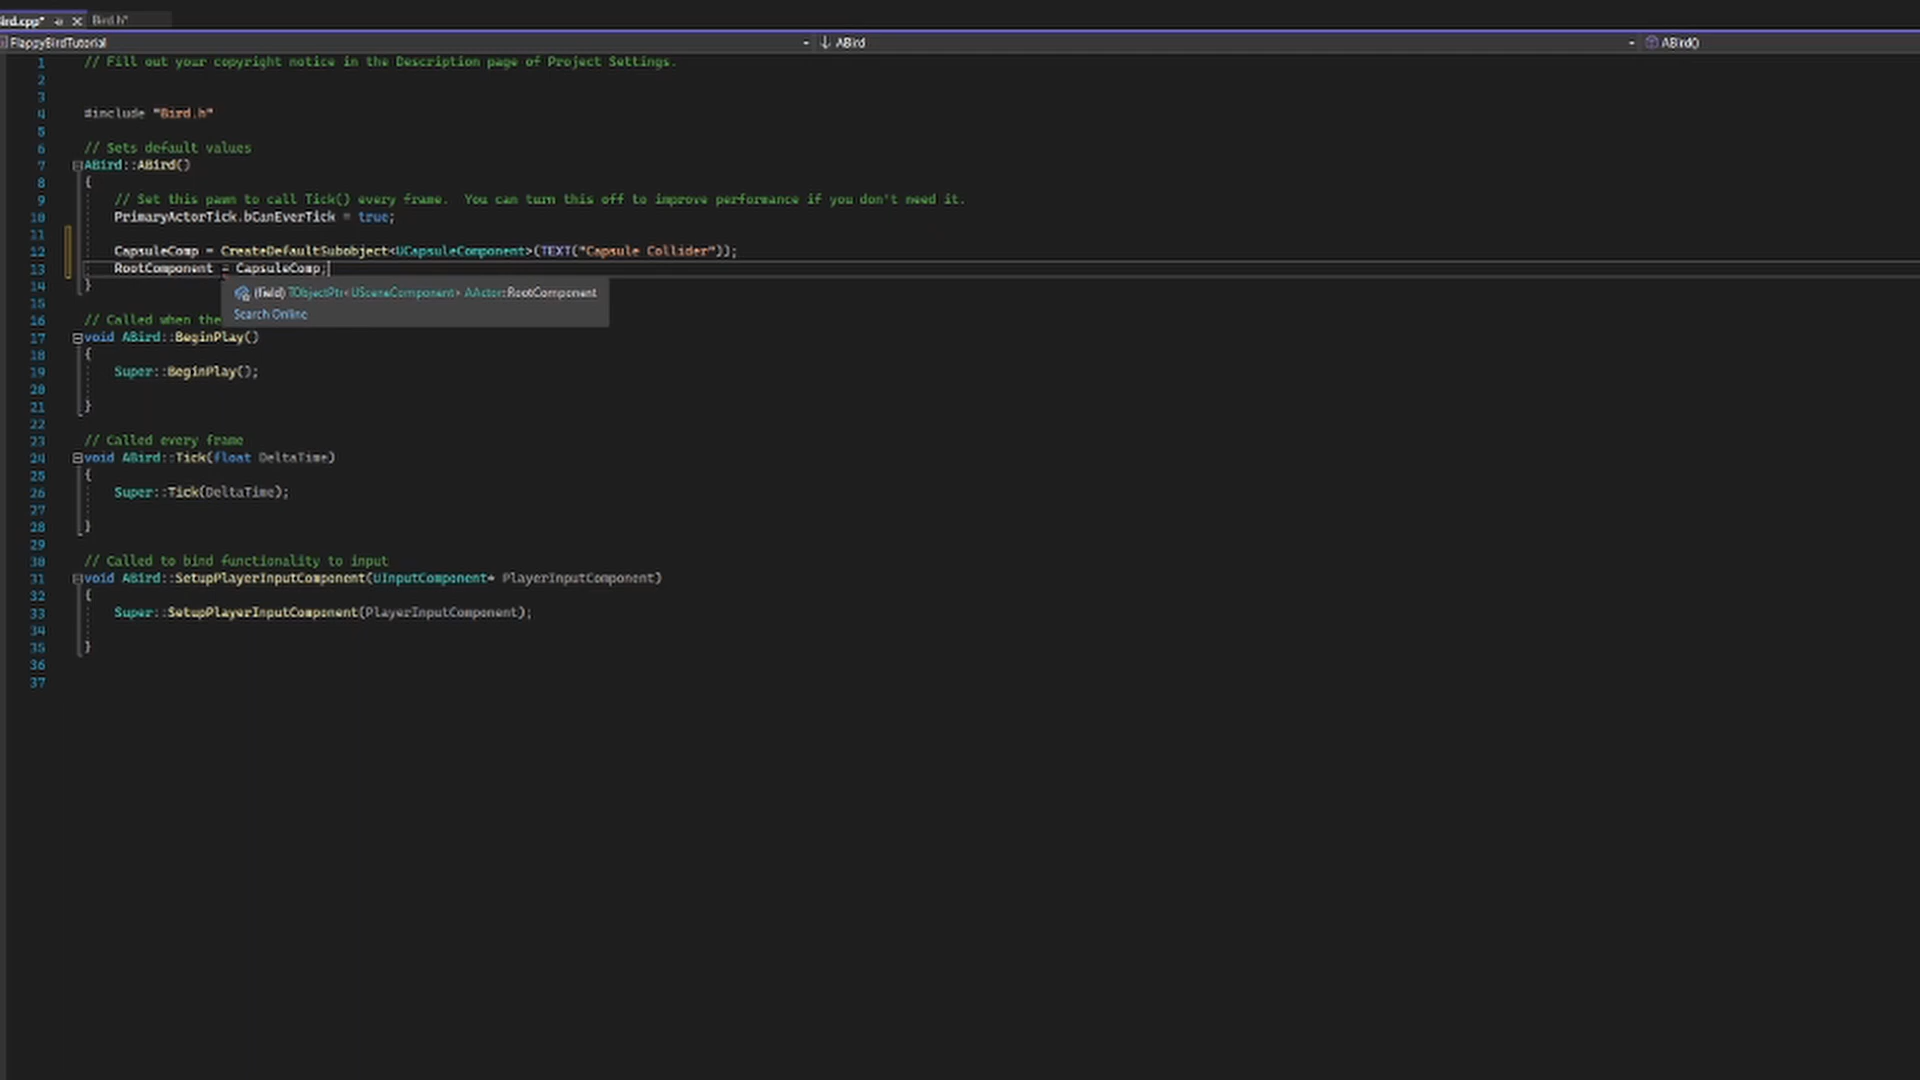 ird.cpp*
Bird.h*
FlappyBirdTutorial
ABird
ABird()
1 // Fill out your copyright notice in the Description page of Project Settings.
2
3
4 #include "Bird.h"
5
6 // Sets default values
7 ABird::ABird()
8 {
9 // Set this pawn to call Tick() every frame.  You can turn this off to improve performance if you don't need it.
10 PrimaryActorTick.bCanEverTick = true;
11
12 CapsuleComp = CreateDefaultSubobject<UCapsuleComponent>(TEXT("Capsule Collider"));
13 RootComponent = CapsuleComp;
14 }
(field) TObjectPtr<USceneComponent> AActor::RootComponent
Search Online
15
16 // Called when the
17 void ABird::BeginPlay()
18 {
19 Super::BeginPlay();
20
21 }
22
23 // Called every frame
24 void ABird::Tick(float DeltaTime)
25 {
26 Super::Tick(DeltaTime);
27
28 }
29
30 // Called to bind functionality to input
31 void ABird::SetupPlayerInputComponent(UInputComponent* PlayerInputComponent)
32 {
33 Super::SetupPlayerInputComponent(PlayerInputComponent);
34
35 }
36
37